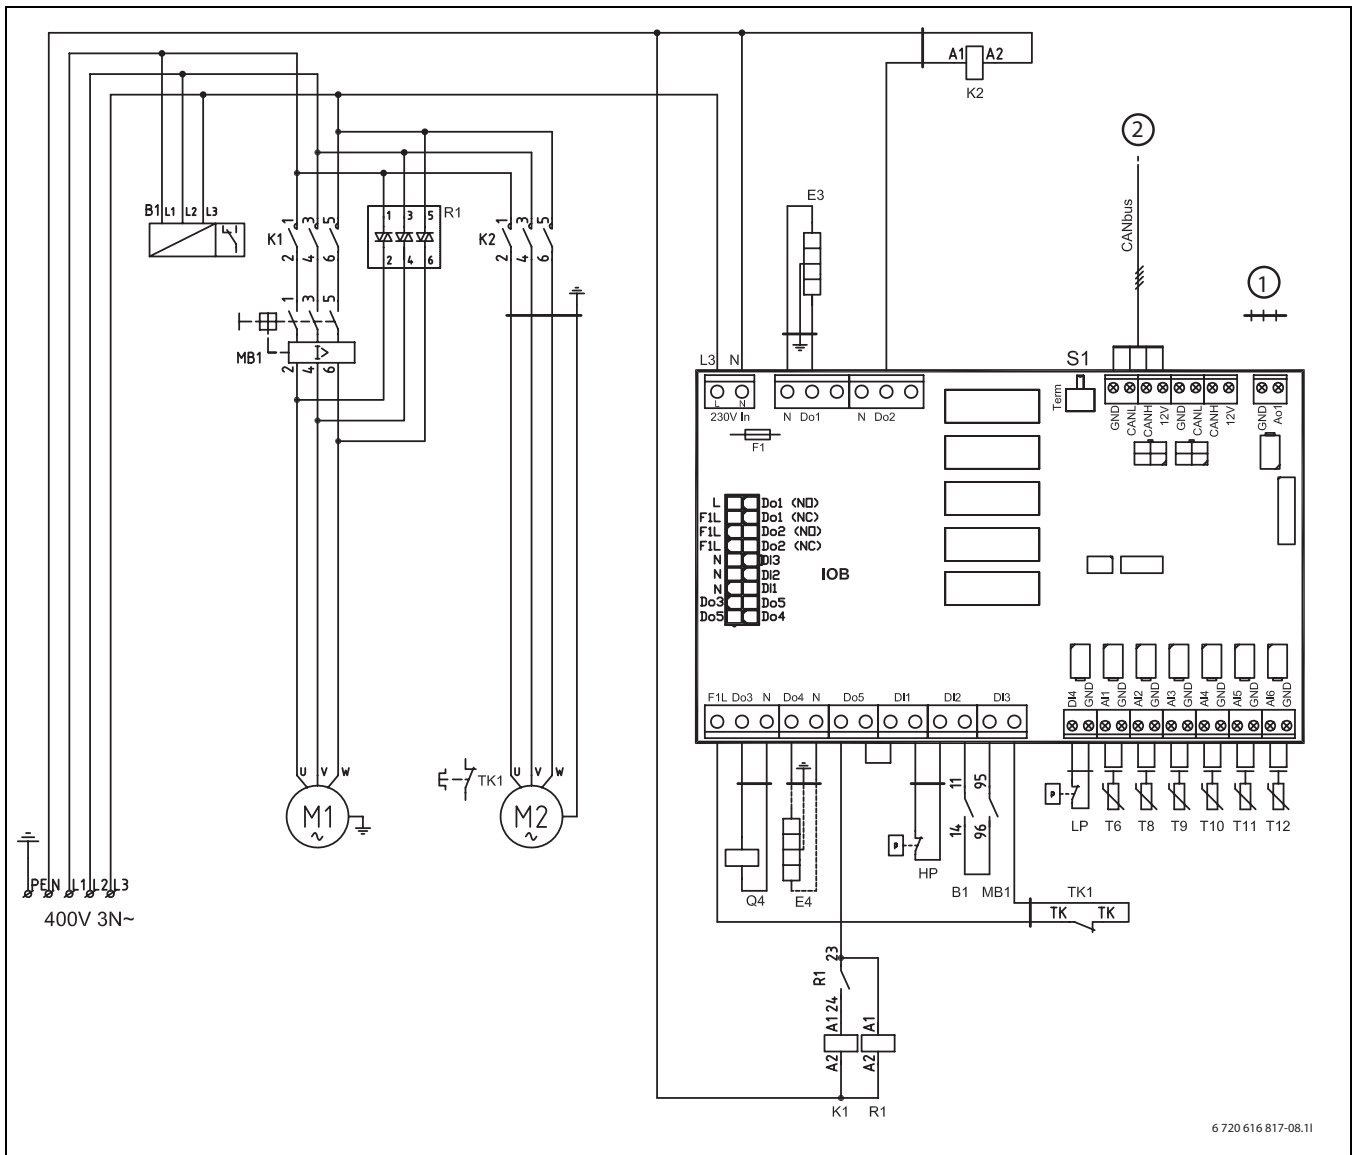 A1 A2
K2
2
CANbus
1
E3
B1 L1 L2 L3
K1
1 3 5
2 4 6
1 3 5
R1
2 4 6
K2
1 3 5
2 4 6
1 3 5
MB1
I>
2 4 6
L3 N
S1
Term
L N
230V In
F1
N Do1
N Do2
GND CANL CANH 12V GND CANL CANH 12V
GND Ao1
L Do1 (NO)
F1L Do1 (NC)
F1L Do2 (NO)
F1L Do2 (NC)
N DI3
N DI2
N DI1
Do3 Do5
Do5 Do4
IOB
F1L Do3 N Do4 N Do5 DI1 DI2 DI3
DI4 GND AI1 GND AI2 GND AI3 GND AI4 GND AI5 GND AI6 GND
U V W
M1
~
TK1
U V W
M2
~
P
LP T6 T8 T9 T10 T11 T12
11 95
14 96
P
HP
B1 MB1
TK1
TK TK
Q4 E4
PE N L1 L2 L3
400V 3N~
23
R1
24
A1 A1
A2 A2
K1 R1
6 720 616 817-08.1I